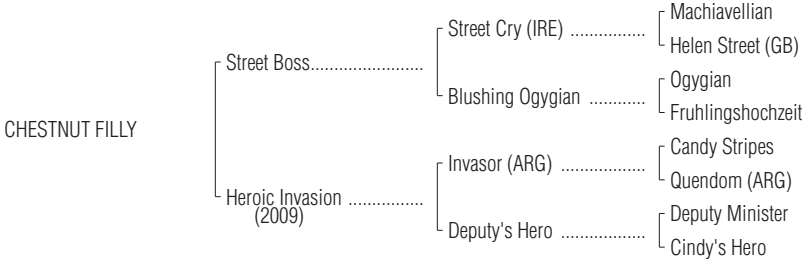 Machiavellian
Street Cry (IRE) ................
Helen Street (GB)
Street Boss........................
Ogygian
Blushing Ogygian ............
Fruhlingshochzeit
CHESTNUT FILLY
Candy Stripes
Invasor (ARG) ..................
Quendom (ARG)
Heroic Invasion ................
(2009)
Deputy Minister
Deputy's Hero ..................
Cindy's Hero